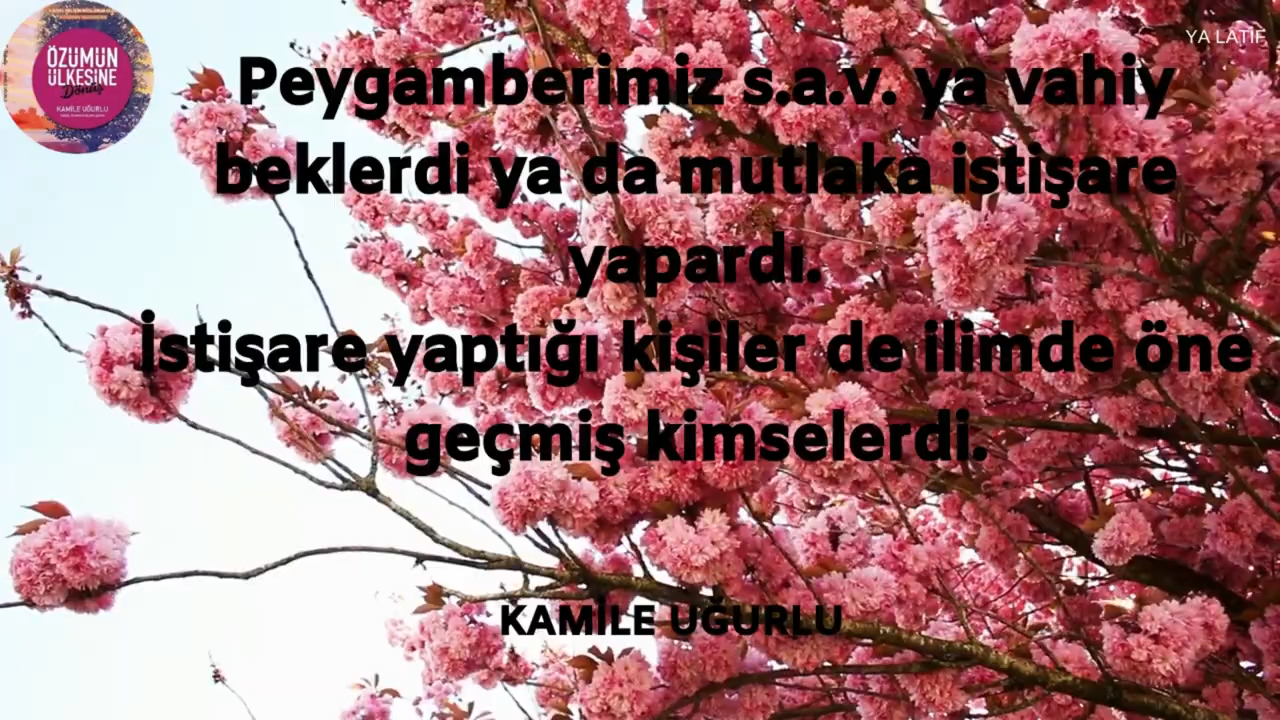 ÖZÜMÜN
ÜLKESİNE
Dönüş
KAMİLE UĞURLU
YA LATİF
Peygamberimiz s.a.v. ya vahiy
beklerdi ya da mutlaka istişare
yapardı.
İstişare yaptığı kişiler de ilimde öne
geçmiş kimselerdi.
KAMİLE UĞURLU